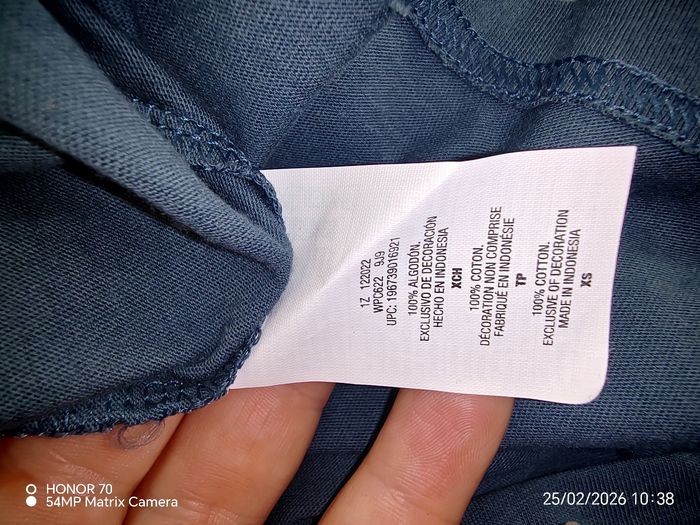 1Z 122022
WPC622 9J9
UPC: 196739016921
100% ALGODÓN.
EXCLUSIVO DE DECORACIÓN
HECHO EN INDONESIA
XCH
100% COTON.
DÉCORATION NON COMPRISE
FABRIQUÉ EN INDONÉSIE
TP
100% COTTON.
EXCLUSIVE OF DECORATION
MADE IN INDONESIA
XS
HONOR 70
54MP Matrix Camera
25/02/2026 10:38